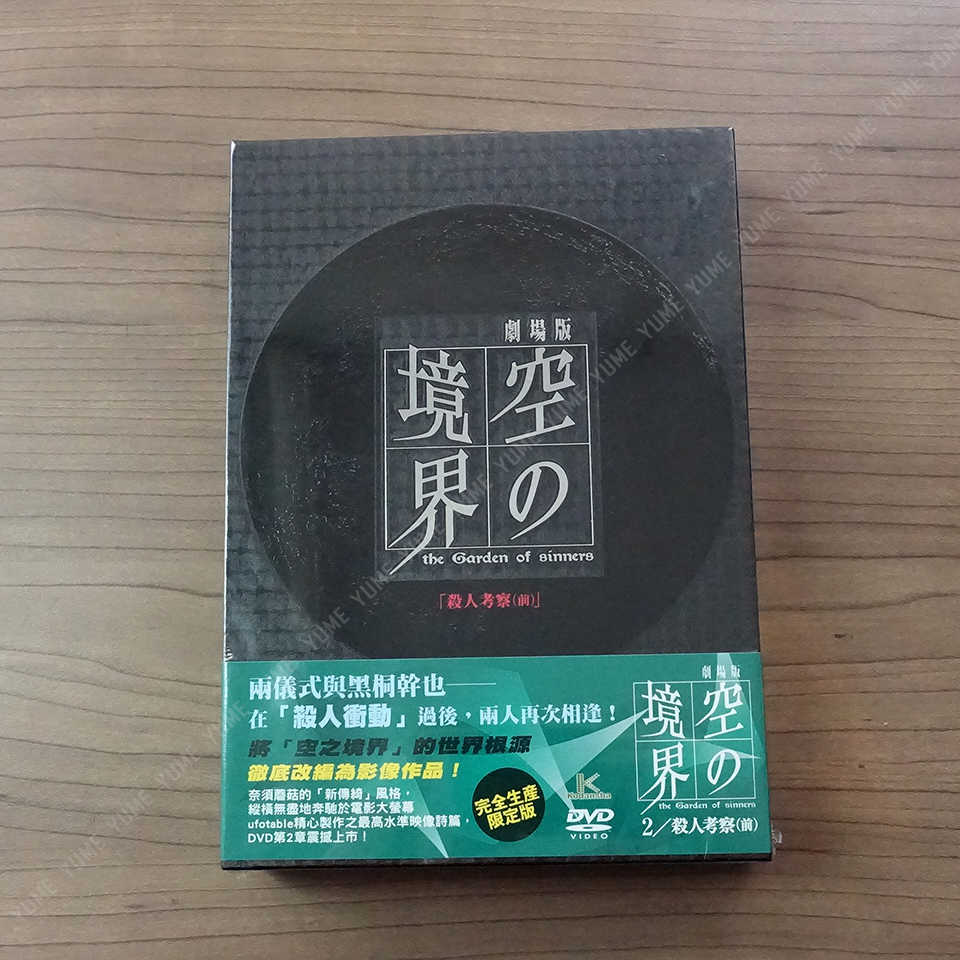 劇場版
空の
境界
the Garden of sinners
「殺人考察(前)」
兩儀式與黑桐幹也——
在「殺人衝動」過後，兩人再次相逢！
將「空之境界」的世界根源
徹底改編為影像作品！
奈須蘑菇的「新傳綺」風格，
縱橫無盡地奔馳於電影大螢幕
ufotable精心製作之最高水準映像詩篇，
DVD第2章震撼上市！
完全生産
限定版
Kodansha
DVD
VIDEO
劇場版
空の
境界
the Garden of sinners
2／殺人考察(前)
YUME YUME YUME YUME YUME YUME